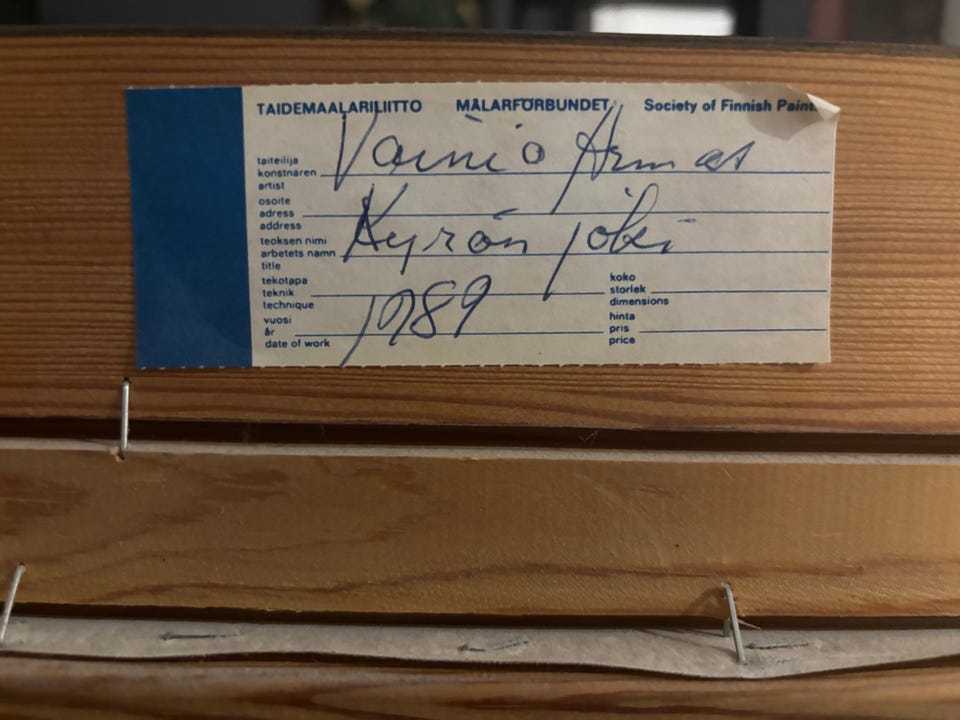 TAIDEMAALARILIITTO MÅLARFÖRBUNDET Society of Finnish Paint
taiteilija
konstnären Vainio Armas
artist
osoite
adress
address
teoksen nimi
arbetets namn Kyrön joki
title
tekotapa koko
teknik storlek
technique dimensions
vuosi hinta
år 1989 pris
date of work price